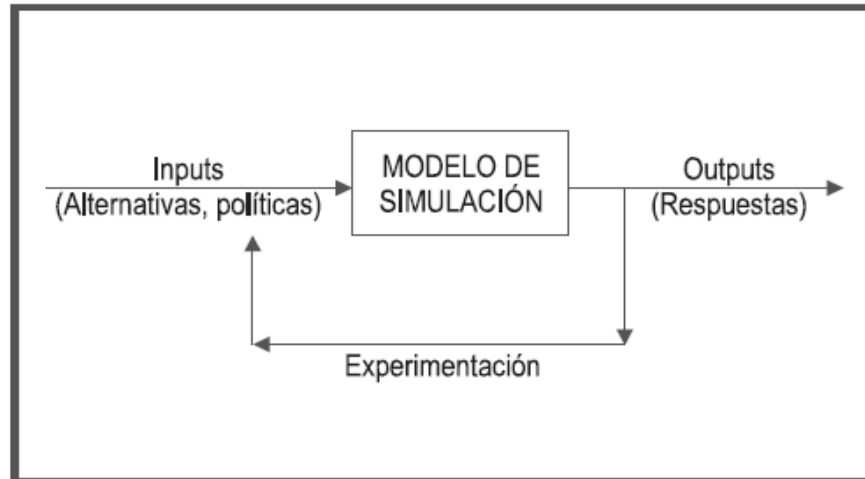 Inputs
(Alternativas, políticas)
MODELO DE
SIMULACIÓN
Outputs
(Respuestas)
Experimentación